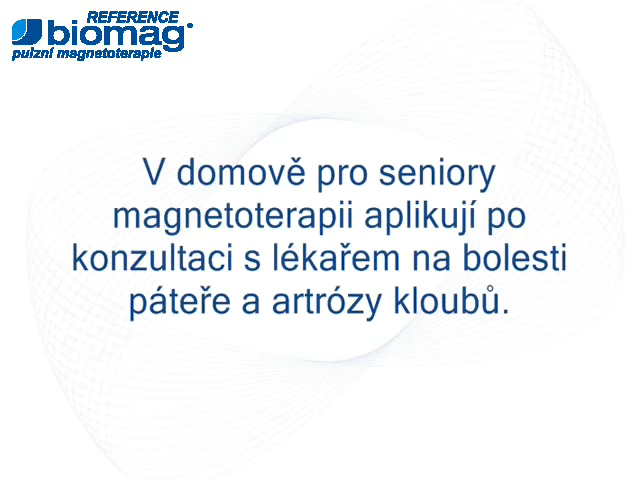 REFERENCE
biomag®
pulzní magnetoterapie
V domově pro seniory
magnetoterapii aplikují po
konzultaci s lékařem na bolesti
páteře a artrózy kloubů.